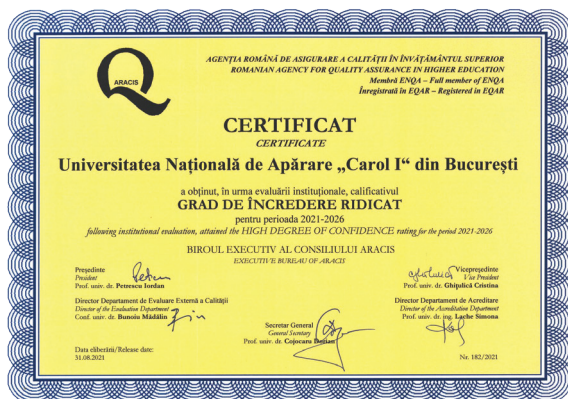 ARACIS
AGENȚIA ROMÂNĂ DE ASIGURARE A CALITĂȚII ÎN ÎNVĂȚĂMÂNTUL SUPERIOR
ROMANIAN AGENCY FOR QUALITY ASSURANCE IN HIGHER EDUCATION
Membră ENQA – Full member of ENQA
Înregistrată în EQAR – Registered in EQAR
CERTIFICAT
CERTIFICATE
Universitatea Națională de Apărare „Carol I“ din București
a obținut, în urma evaluării instituționale, calificativul
GRAD DE ÎNCREDERE RIDICAT
pentru perioada 2021-2026
following institutional evaluation, attained the HIGH DEGREE OF CONFIDENCE rating for the period 2021-2026
BIROUL EXECUTIV AL CONSILIULUI ARACIS
EXECUTIVE BUREAU OF ARACIS
Președinte
President
Prof. univ. dr. Petrescu Iordan
Vicepreședinte
Vice President
Prof. univ. dr. Ghițulică Cristina
Director Departament de Evaluare Externă a Calității
Director of the Evaluation Department
Conf. univ. dr. Bunoiu Mădălin
Director Departament de Acreditare
Director of the Accreditation Department
Prof. univ. dr. ing. Lache Simona
Secretar General
General Secretary
Prof. univ. dr. Cojocaru
Data eliberării/Release date:
31.08.2021
Nr. 182/2021